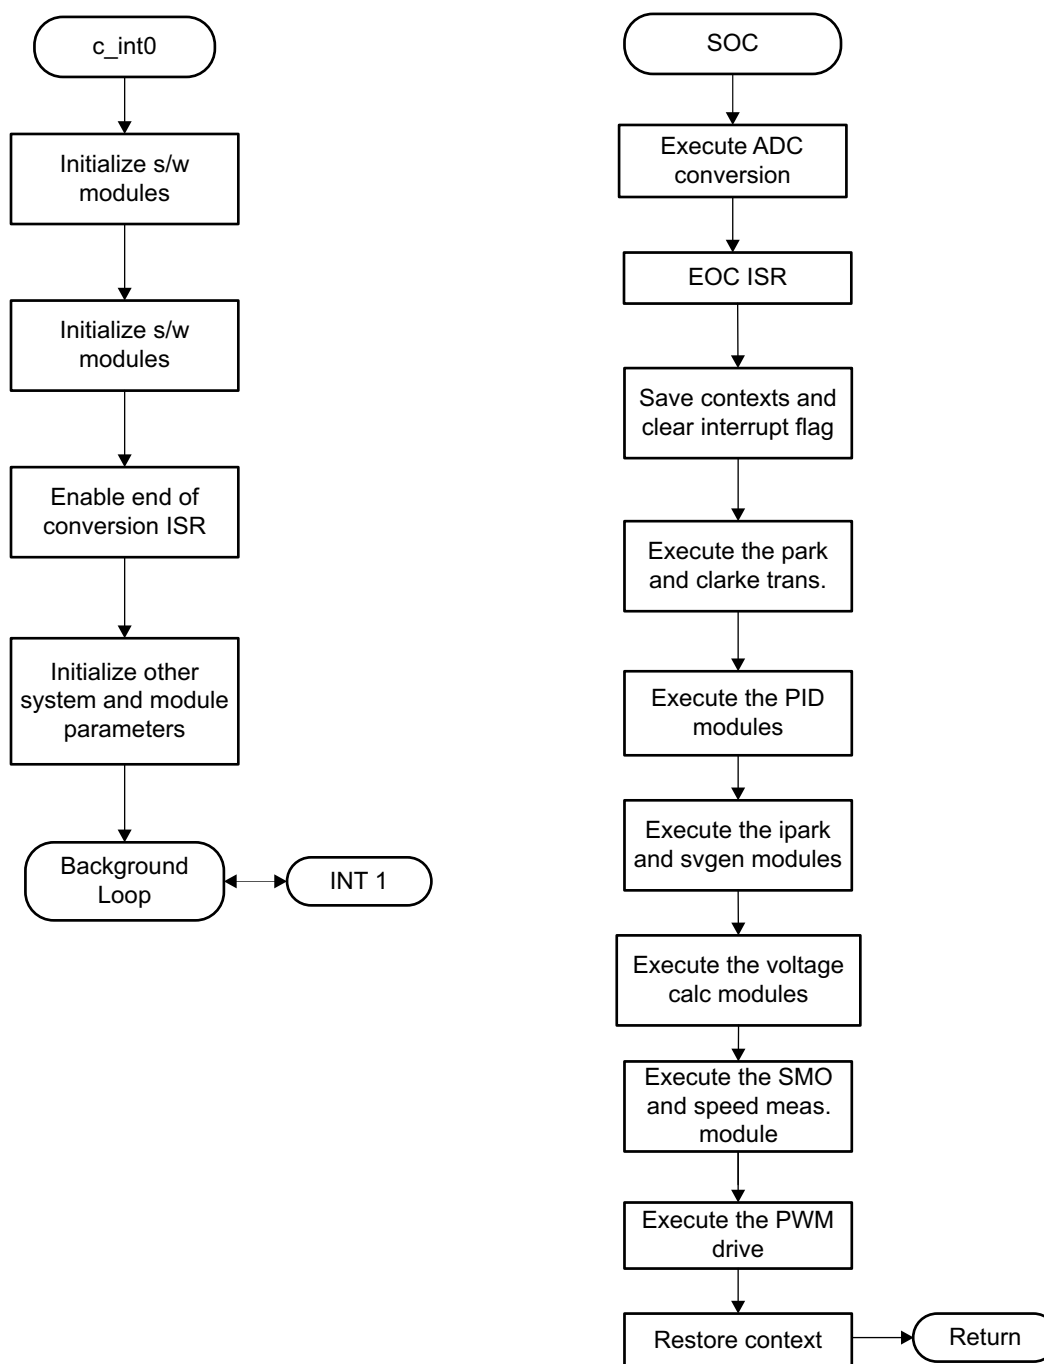 c_int0
Initialize s/w
modules
Initialize s/w
modules
Enable end of
conversion ISR
Initialize other
system and module
parameters
Background
Loop
INT 1
SOC
Execute ADC
conversion
EOC ISR
Save contexts and
clear interrupt flag
Execute the park
and clarke trans.
Execute the PID
modules
Execute the ipark
and svgen modules
Execute the voltage
calc modules
Execute the SMO
and speed meas.
module
Execute the PWM
drive
Restore context
Return